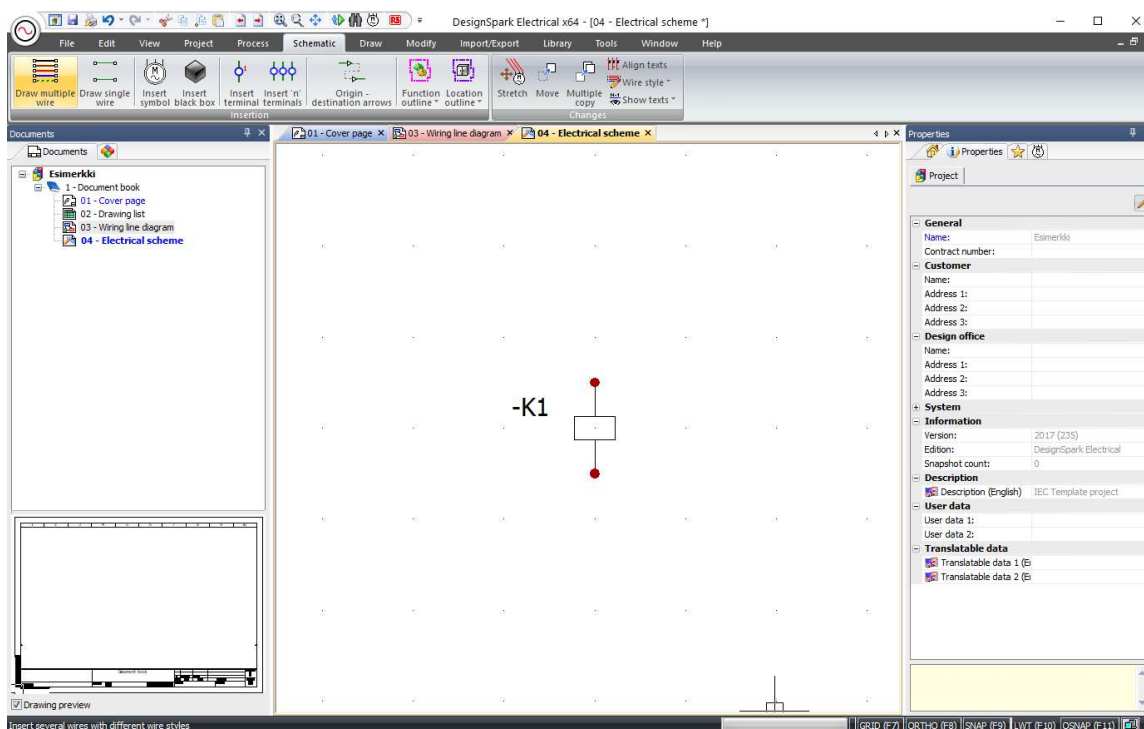 DesignSpark Electrical x64 - [04 - Electrical scheme *]
File Edit View Project Process Schematic Draw Modify Import/Export Library Tools Window Help
Draw multiple wire
Draw single wire
Insert symbol
Insert black box
Insert terminal
Insert 'n' terminals
Origin - destination arrows
Function outline
Location outline
Insertion
Stretch
Move
Multiple copy
Align texts
Wire style
Show texts
Changes
Documents
Documents
Esimerkki
1 - Document book
01 - Cover page
02 - Drawing list
03 - Wiring line diagram
04 - Electrical scheme
Drawing preview
01 - Cover page
03 - Wiring line diagram
04 - Electrical scheme
-K1
Properties
Properties
Project
General
Name: Esimerkki
Contract number:
Customer
Name:
Address 1:
Address 2:
Address 3:
Design office
Name:
Address 1:
Address 2:
Address 3:
System
Information
Version: 2017 (235)
Edition: DesignSpark Electrical
Snapshot count: 0
Description
Description (English) IEC Template project
User data
User data 1:
User data 2:
Translatable data
Translatable data 1 (E
Translatable data 2 (E
Insert several wires with different wire styles
GRID (F7) ORTHO (F8) SNAP (F9) LWT (F10) OSNAP (F11)